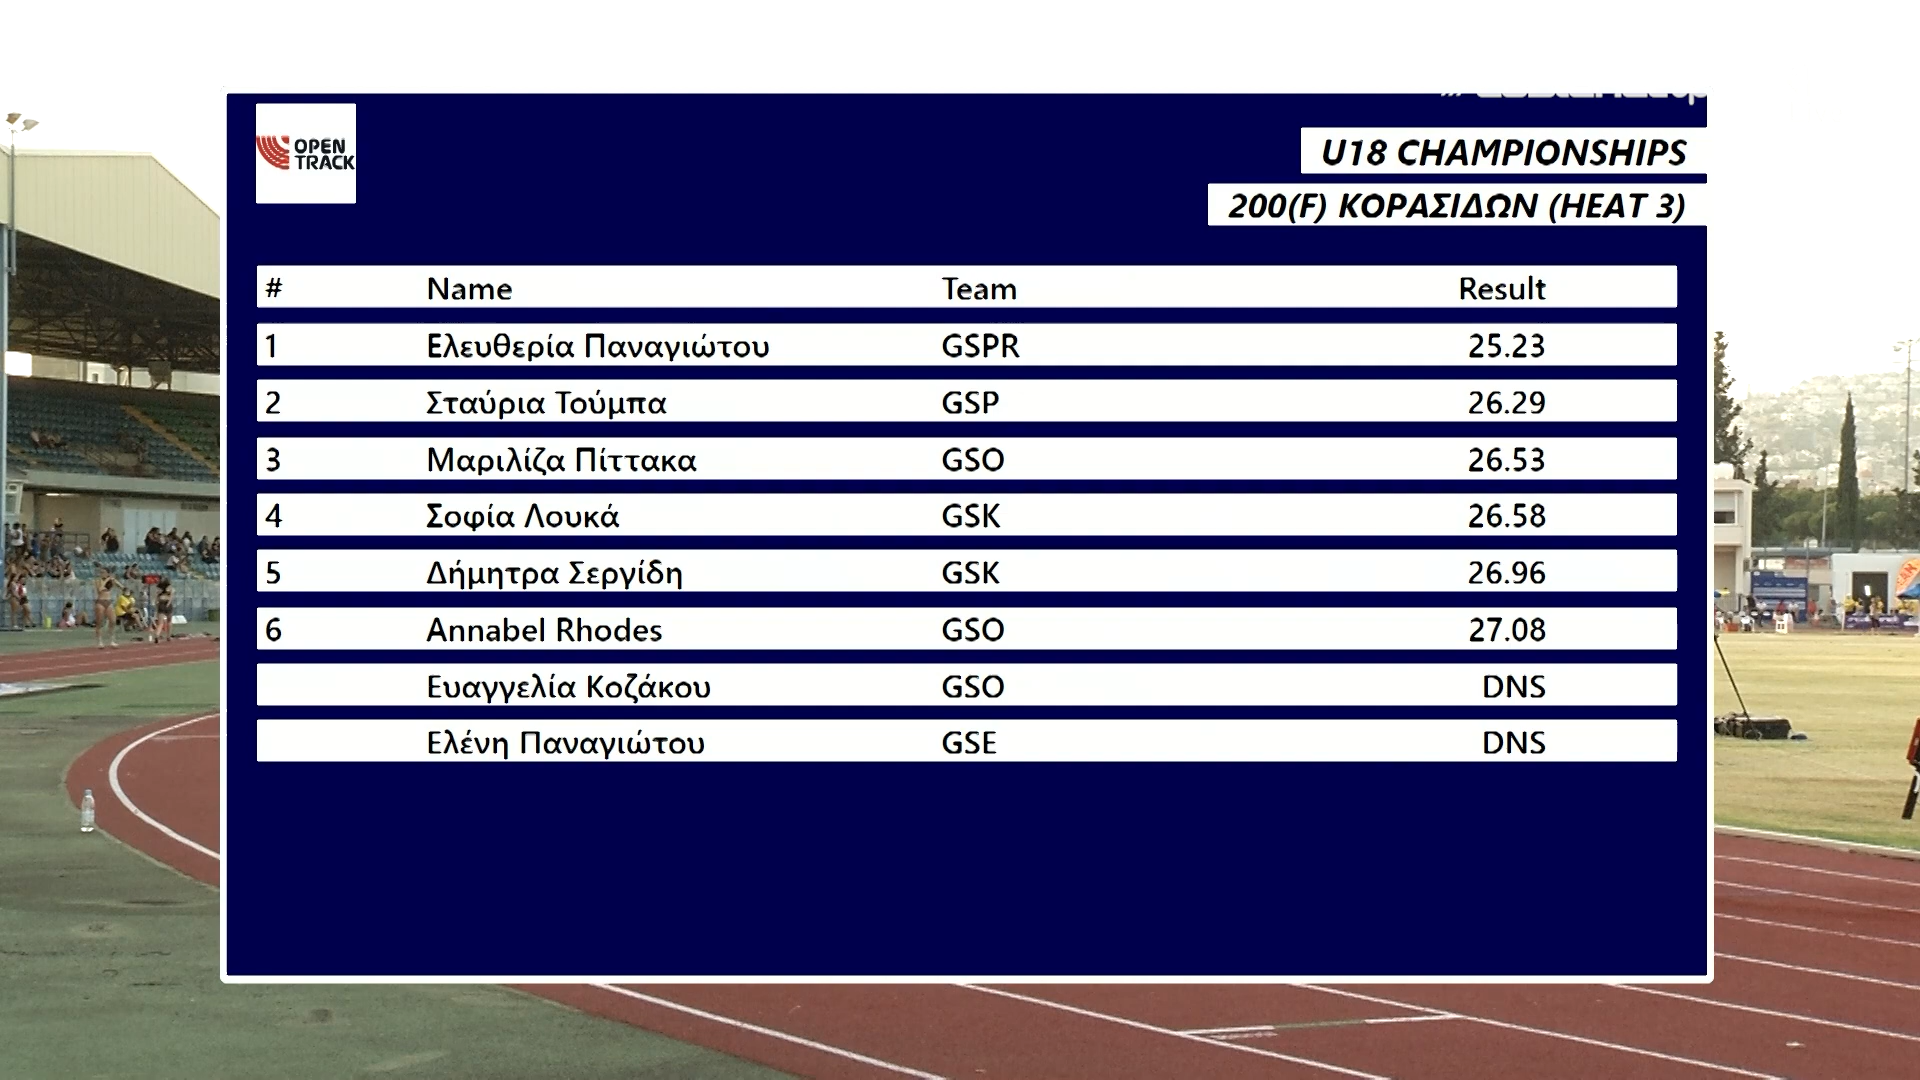 OPEN
TRACK
U18 CHAMPIONSHIPS
200(F) ΚΟΡΑΣΙΔΩΝ (HEAT 3)
# Name Team Result
1 Ελευθερία Παναγιώτου GSPR 25.23
2 Σταύρια Τούμπα GSP 26.29
3 Μαριλίζα Πίττακα GSO 26.53
4 Σοφία Λουκά GSK 26.58
5 Δήμητρα Σεργίδη GSK 26.96
6 Annabel Rhodes GSO 27.08
Ευαγγελία Κοζάκου GSO DNS
Ελένη Παναγιώτου GSE DNS